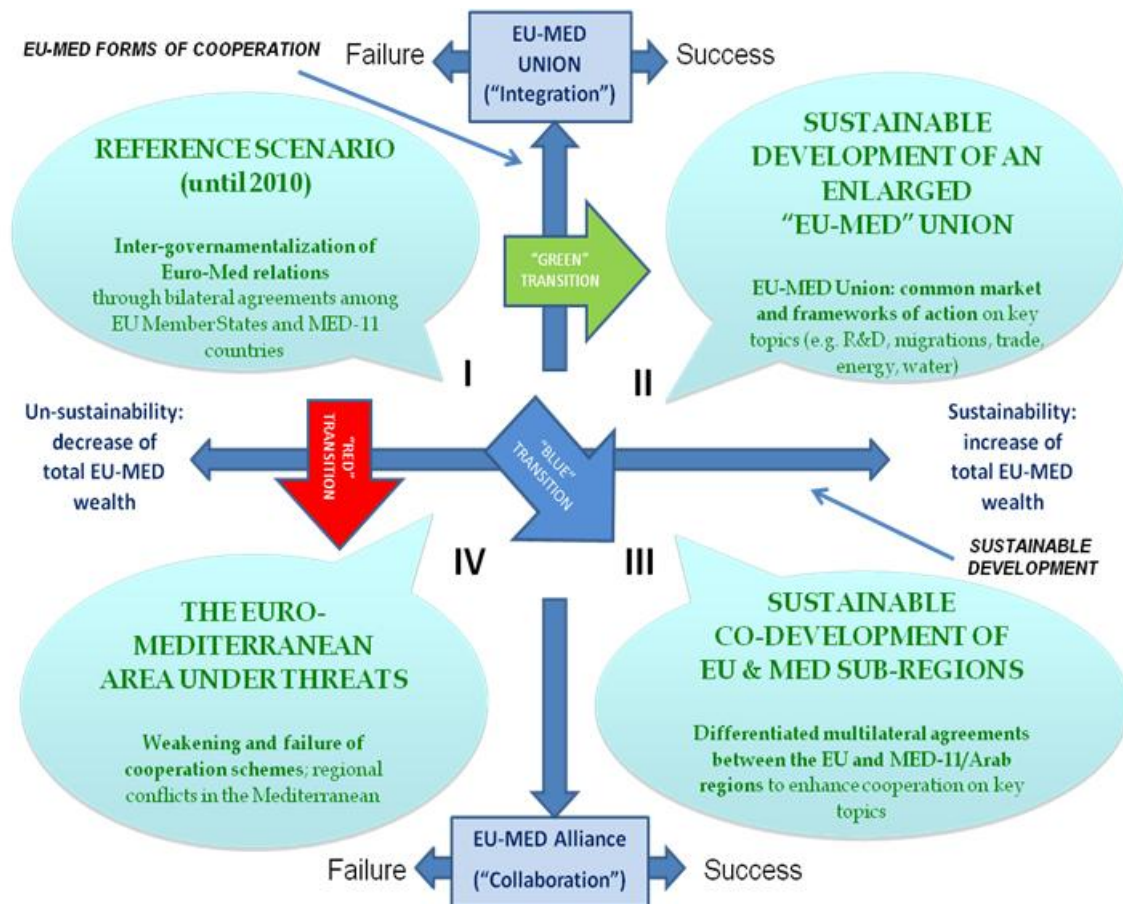 EU-MED FORMS OF COOPERATION
Failure
EU-MED
UNION
(“Integration”)
Success
REFERENCE SCENARIO
(until 2010)
Inter-governamentalization of
Euro-Med relations
through bilateral agreements among
EU Member States and MED-11
countries
SUSTAINABLE
DEVELOPMENT OF AN
ENLARGED
“EU-MED” UNION
EU-MED Union: common market
and frameworks of action on key
topics (e.g. R&D, migrations, trade,
energy, water)
“GREEN”
TRANSITION
I
II
Un-sustainability:
decrease of
total EU-MED
wealth
“RED”
TRANSITION
“BLUE”
TRANSITION
Sustainability:
increase of
total EU-MED
wealth
SUSTAINABLE
DEVELOPMENT
IV
III
THE EURO-
MEDITERRANEAN
AREA UNDER THREATS
Weakening and failure of
cooperation schemes; regional
conflicts in the Mediterranean
SUSTAINABLE
CO-DEVELOPMENT OF
EU & MED SUB-REGIONS
Differentiated multilateral agreements
between the EU and MED-11/Arab
regions to enhance cooperation on key
topics
Failure
EU-MED Alliance
(“Collaboration”)
Success